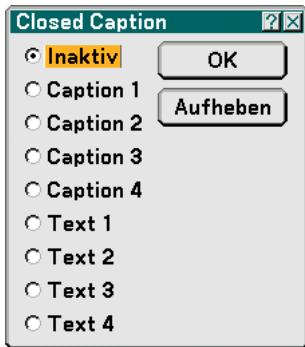 Closed Caption ? X
Inaktiv
Caption 1
Caption 2
Caption 3
Caption 4
Text 1
Text 2
Text 3
Text 4
OK
Aufheben